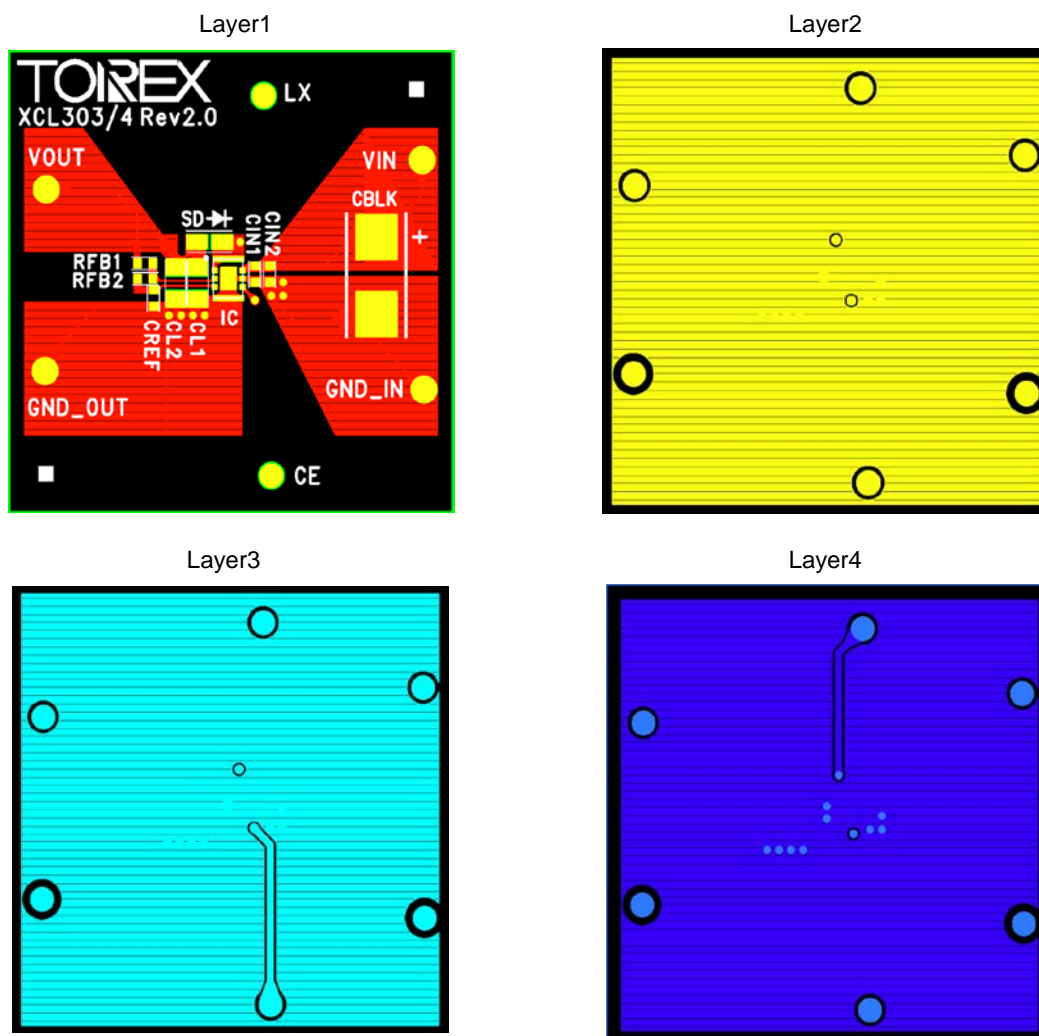 Layer1
Layer2
TOIREX
XCL303/4 Rev2.0
LX
VOUT
VIN
CBLK
SD
CIN1
CIN2
+
RFB1
RFB2
IC
CREF
CL2
CL1
GND_IN
GND_OUT
CE
Layer3
Layer4